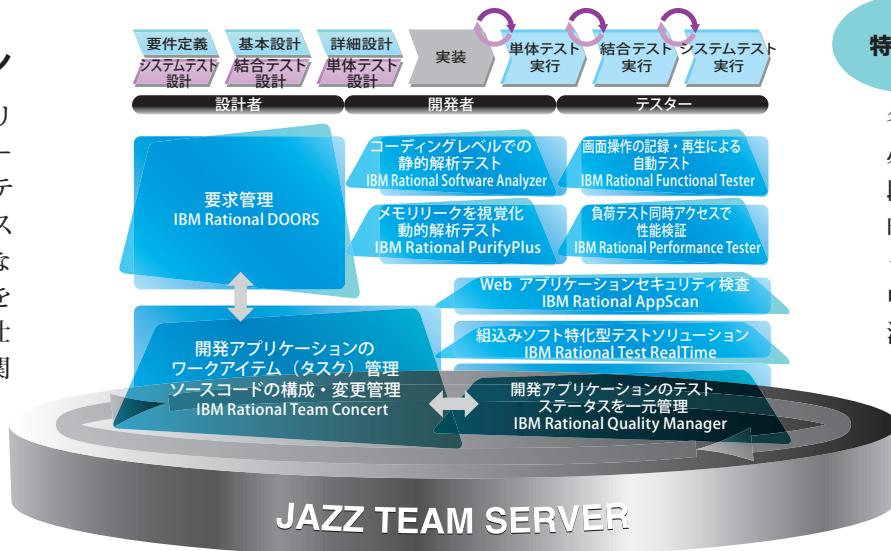 要件定義
システムテスト
設計
基本設計
結合テスト
設計
詳細設計
単体テスト
設計
実装
単体テスト
実行
結合テスト
実行
システムテスト
実行
設計者
開発者
テスター
要求管理
IBM Rational DOORS
コーディングレベルでの
静的解析テスト
IBM Rational Software Analyzer
画面操作の記録・再生による
自動テスト
IBM Rational Functional Tester
メモリリークを視覚化
動的解析テスト
IBM Rational PurifyPlus
負荷テスト同時アクセスで
性能検証
IBM Rational Performance Tester
Web アプリケーションセキュリティ検査
IBM Rational AppScan
組込みソフト特化型テストソリューション
IBM Rational Test RealTime
開発アプリケーションの
ワークアイテム（タスク）管理
ソースコードの構成・変更管理
IBM Rational Team Concert
開発アプリケーションのテスト
ステータスを一元管理
IBM Rational Quality Manager
JAZZ TEAM SERVER
ン
リ
ー
テ
ス
な
を
社
関
特